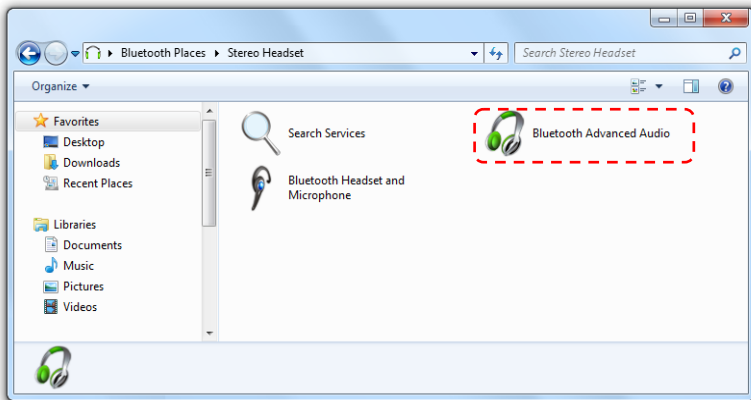 Bluetooth Places Stereo Headset Search Stereo Headset
Organize
Favorites
Desktop
Downloads
Recent Places
Libraries
Documents
Music
Pictures
Videos
Search Services
Bluetooth Advanced Audio
Bluetooth Headset and
Microphone